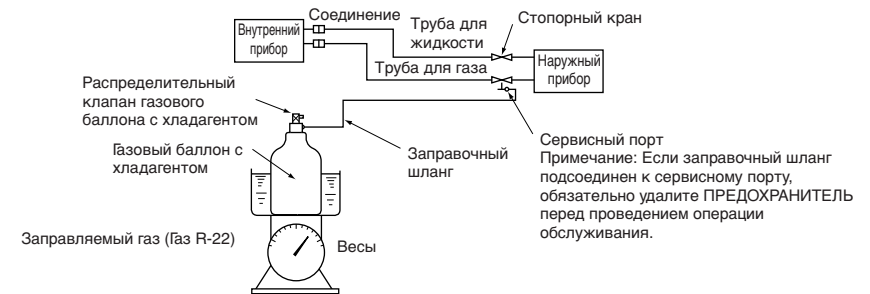 Соединение
Внутренний
прибор
Труба для
жидкости
Стопорный кран
Труба для газа
Наружный
прибор
Распределительный
клапан газового
баллона с хладагентом
Газовый баллон с
хладагентом
Заправочный
шланг
Сервисный порт
Примечание: Если заправочный шланг
подсоединен к сервисному порту,
обязательно удалите ПРЕДОХРАНИТЕЛЬ
перед проведением операции
обслуживания.
Заправляемый газ (Газ R-22)
Весы